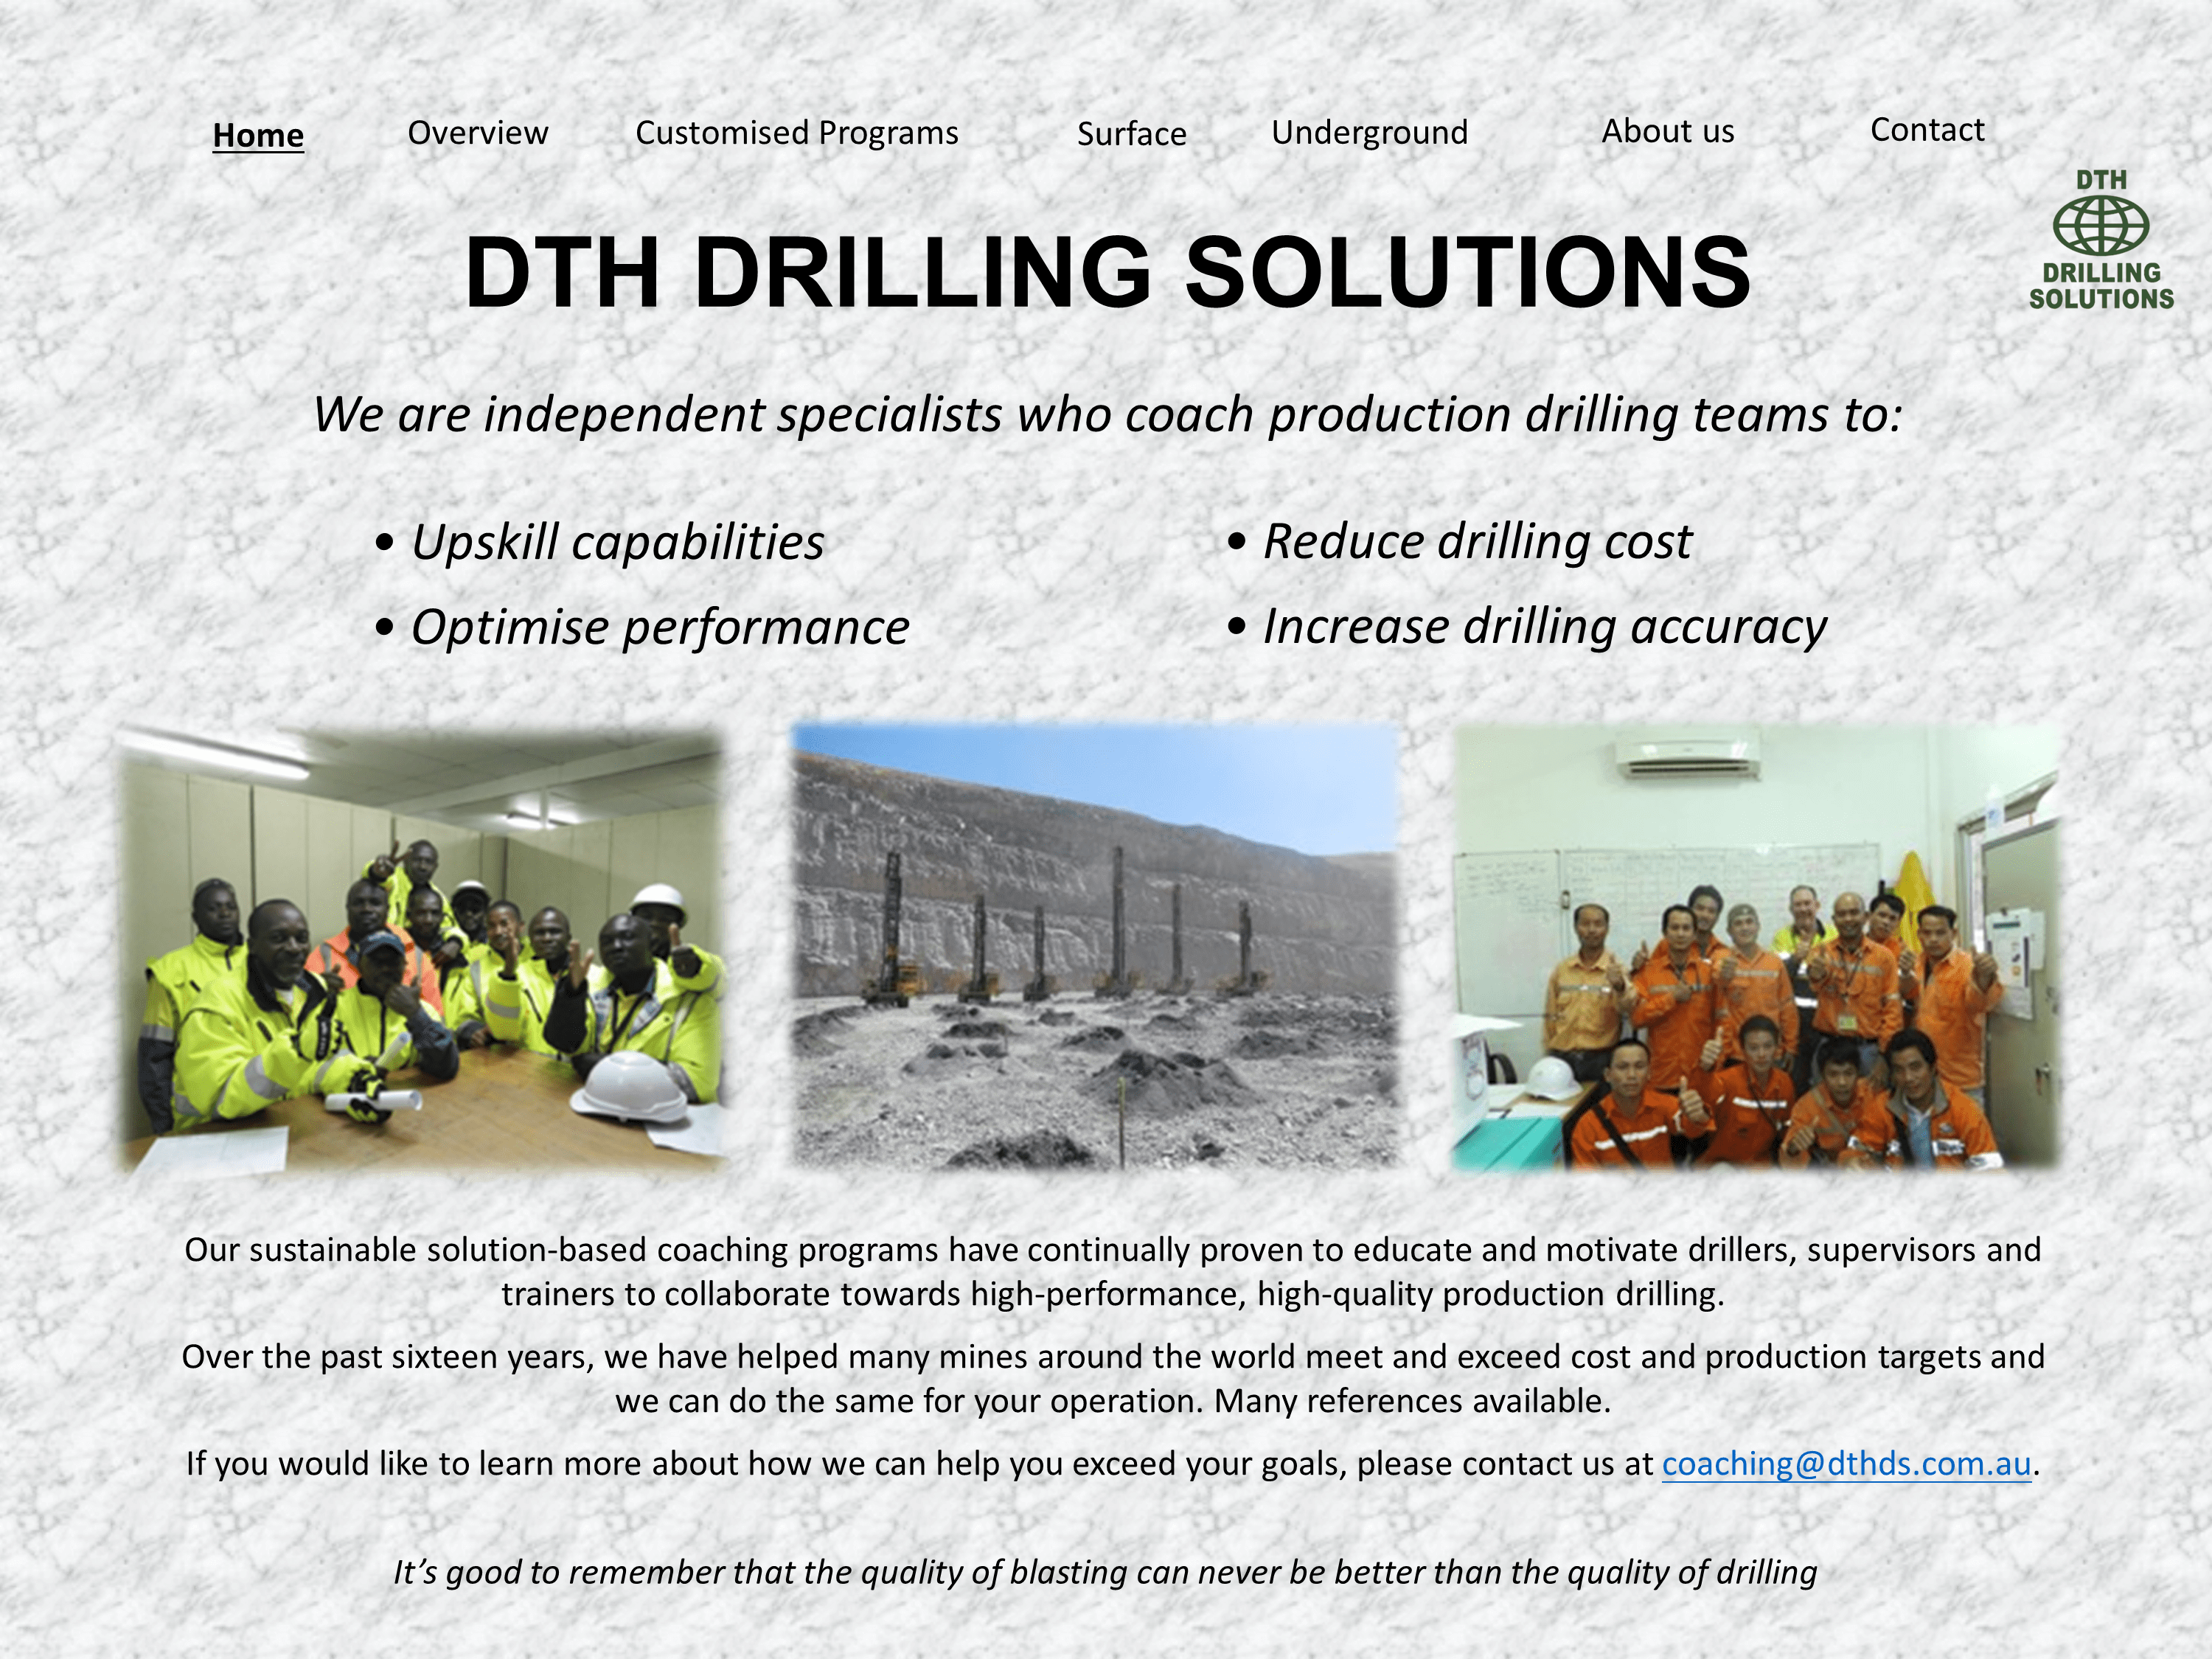 Home Overview Customised Programs Surface Underground About us Contact
DTH
DRILLING
SOLUTIONS
DTH DRILLING SOLUTIONS
We are independent specialists who coach production drilling teams to:
• Upskill capabilities
• Optimise performance
• Reduce drilling cost
• Increase drilling accuracy
Our sustainable solution-based coaching programs have continually proven to educate and motivate drillers, supervisors and
trainers to collaborate towards high-performance, high-quality production drilling.
Over the past sixteen years, we have helped many mines around the world meet and exceed cost and production targets and
we can do the same for your operation. Many references available.
If you would like to learn more about how we can help you exceed your goals, please contact us at coaching@dthds.com.au.
It’s good to remember that the quality of blasting can never be better than the quality of drilling